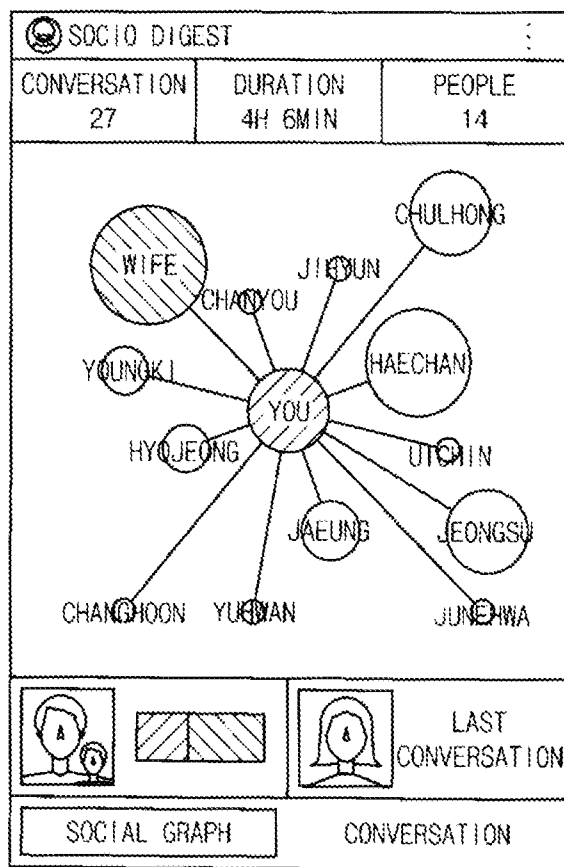 SOCIO DIGEST
CONVERSATION
27
DURATION
4H 6MIN
PEOPLE
14
CHULHONG
WIFE
JIHYUN
CHANYOU
HAECHAN
YOUNGKI
YOU
HYOJEONG
UICHIN
JAEUNG
JEONGSU
CHANGHOON
YUHWAN
JUNEHWA
LAST
CONVERSATION
SOCIAL GRAPH
CONVERSATION